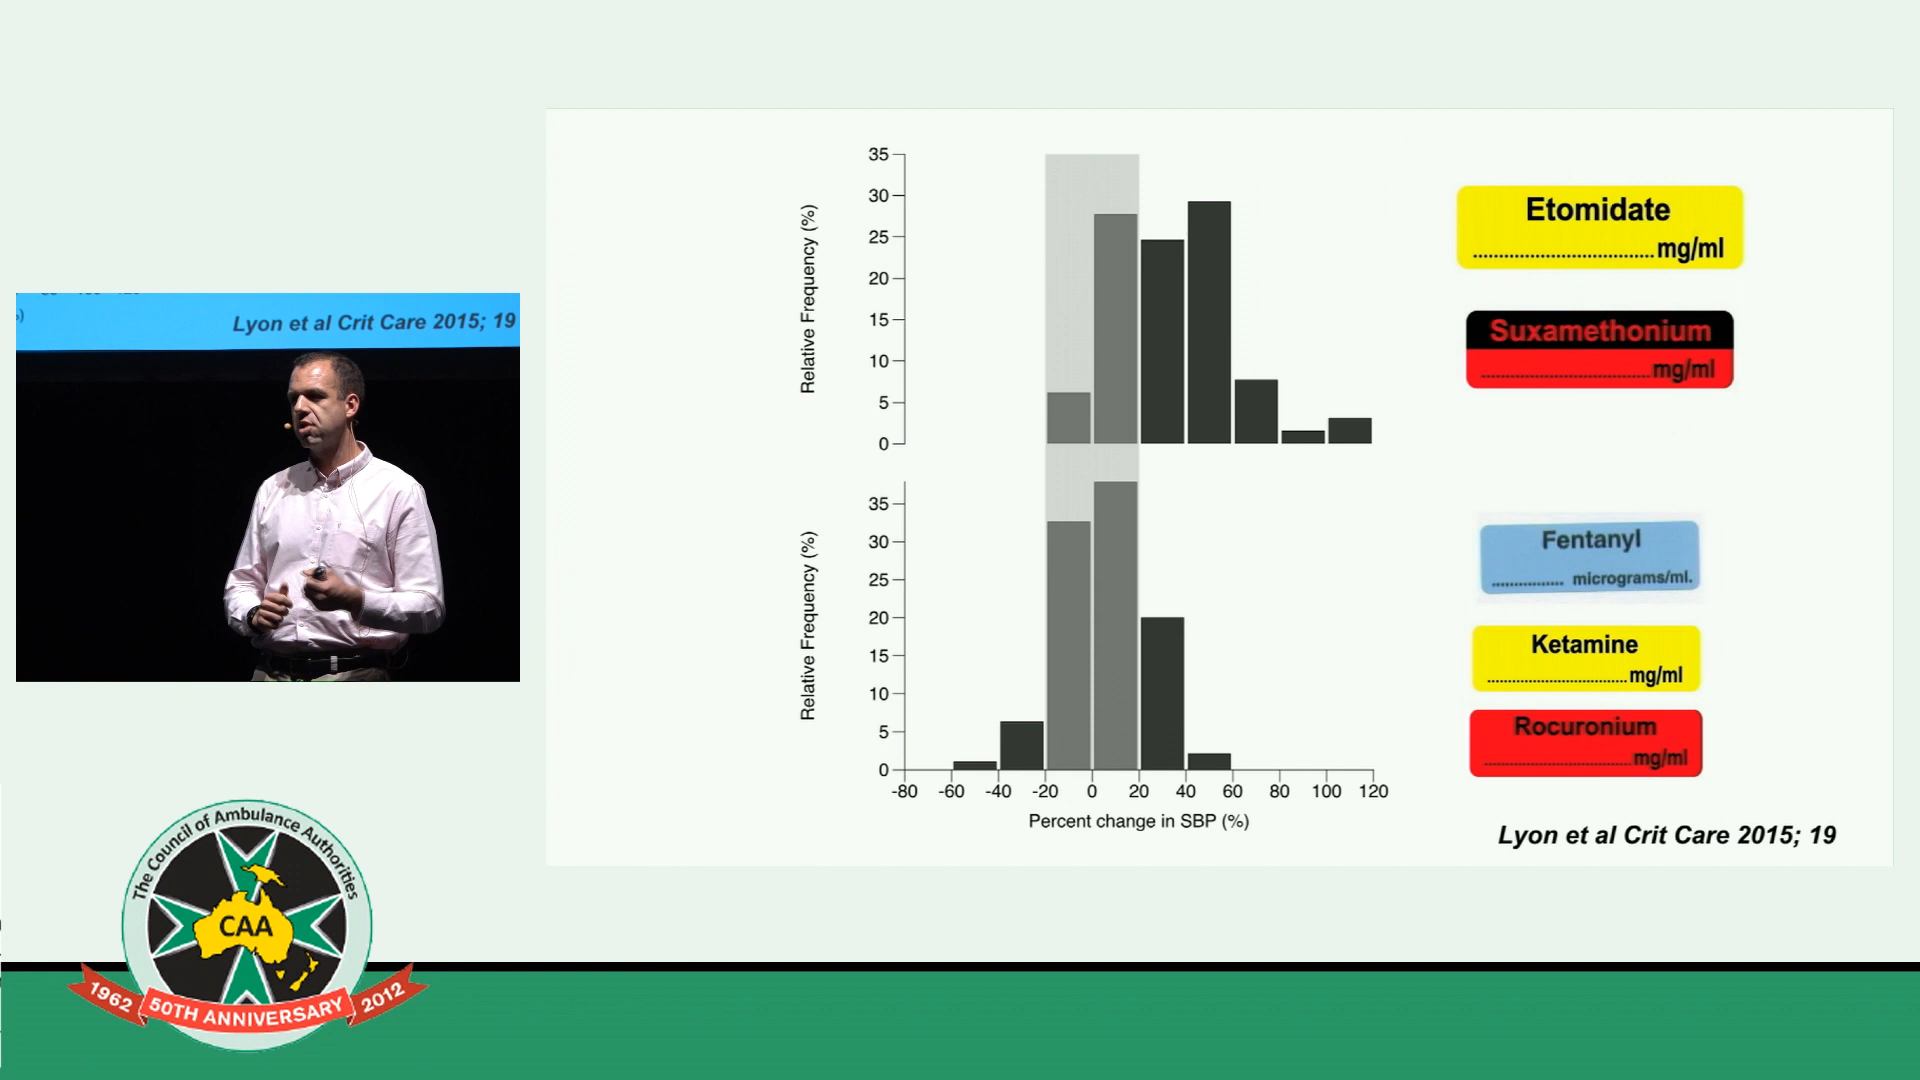 35
30
25
20
15
10
5
0
Relative Frequency (%)
35
30
25
20
15
10
5
0
Relative Frequency (%)
-80 -60 -40 -20 0 20 40 60 80 100 120
Percent change in SBP (%)
Etomidate
...................................mg/ml
Suxamethonium
...................................mg/ml
Fentanyl
............... micrograms/ml.
Ketamine
...................................mg/ml
Rocuronium
...................................mg/ml
Lyon et al Crit Care 2015; 19
Lyon et al Crit Care 2015; 19
The Council of Ambulance Authorities
CAA
1962 50TH ANNIVERSARY 2012